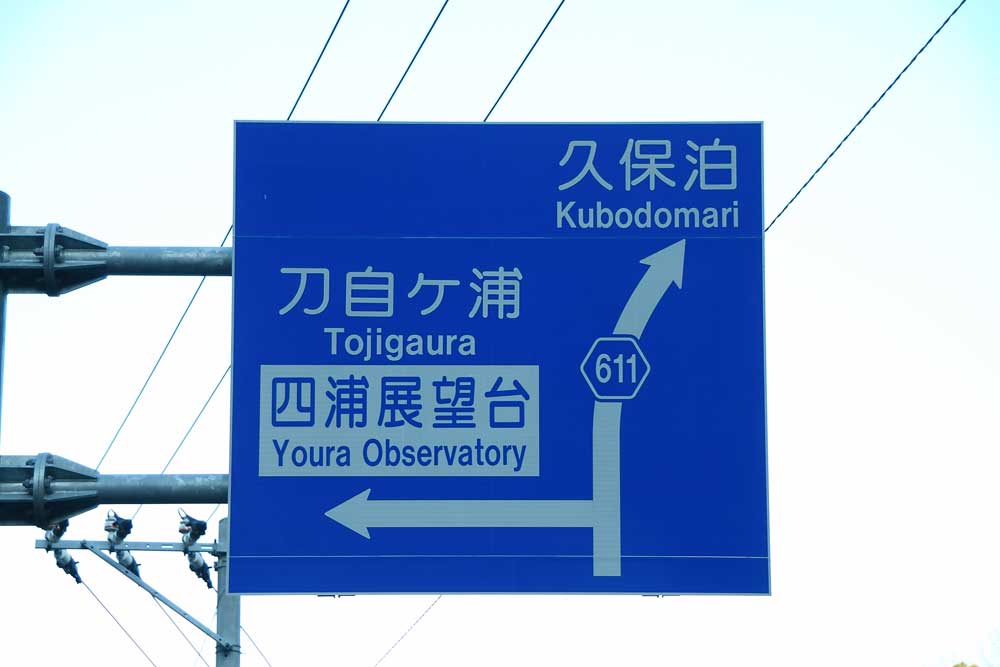 久保泊
Kubodomari
刀自ケ浦
Tojigaura
611
四浦展望台
Youra Observatory